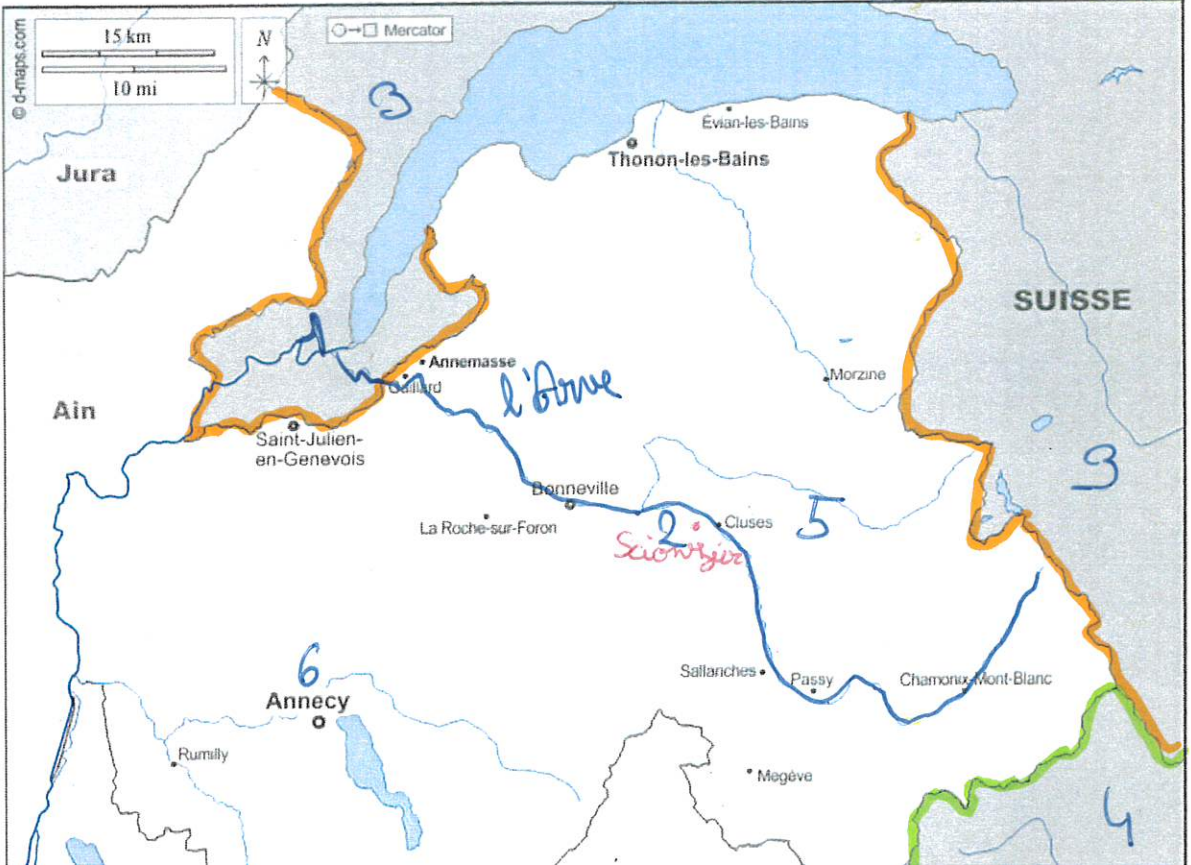 © d-maps.com
15 km
10 mi
N
Mercator
3
Évian-les-Bains
Thonon-les-Bains
Jura
SUISSE
1
Annemasse
Gaillard
l'Arve
Morzine
Ain
Saint-Julien-
en-Genevois
3
Bonneville
La Roche-sur-Foron
2
Cluses
5
Scionzier
Sallanches
Passy
Chamonix-Mont-Blanc
6
Annecy
Rumilly
Megève
4